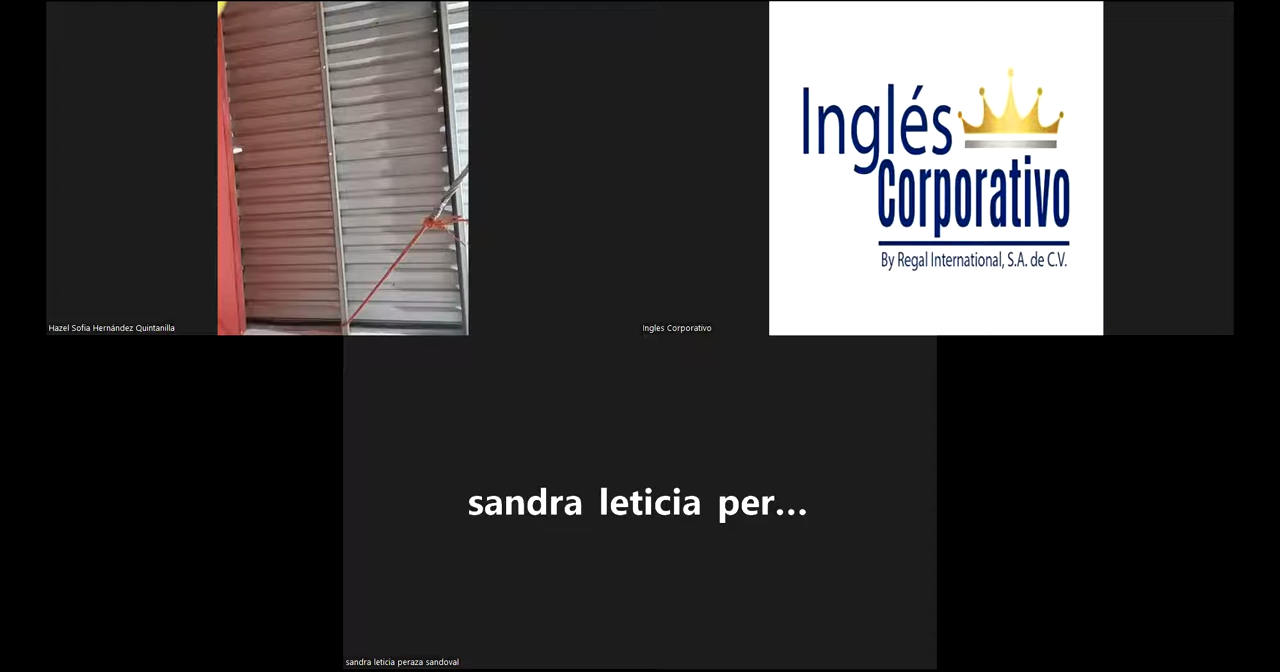 Inglés
Corporativo
By Regal International, S.A. de C.V.
Hazel Sofia Hernández Quintanilla
Ingles Corporativo
sandra leticia per...
sandra leticia peraza sandoval